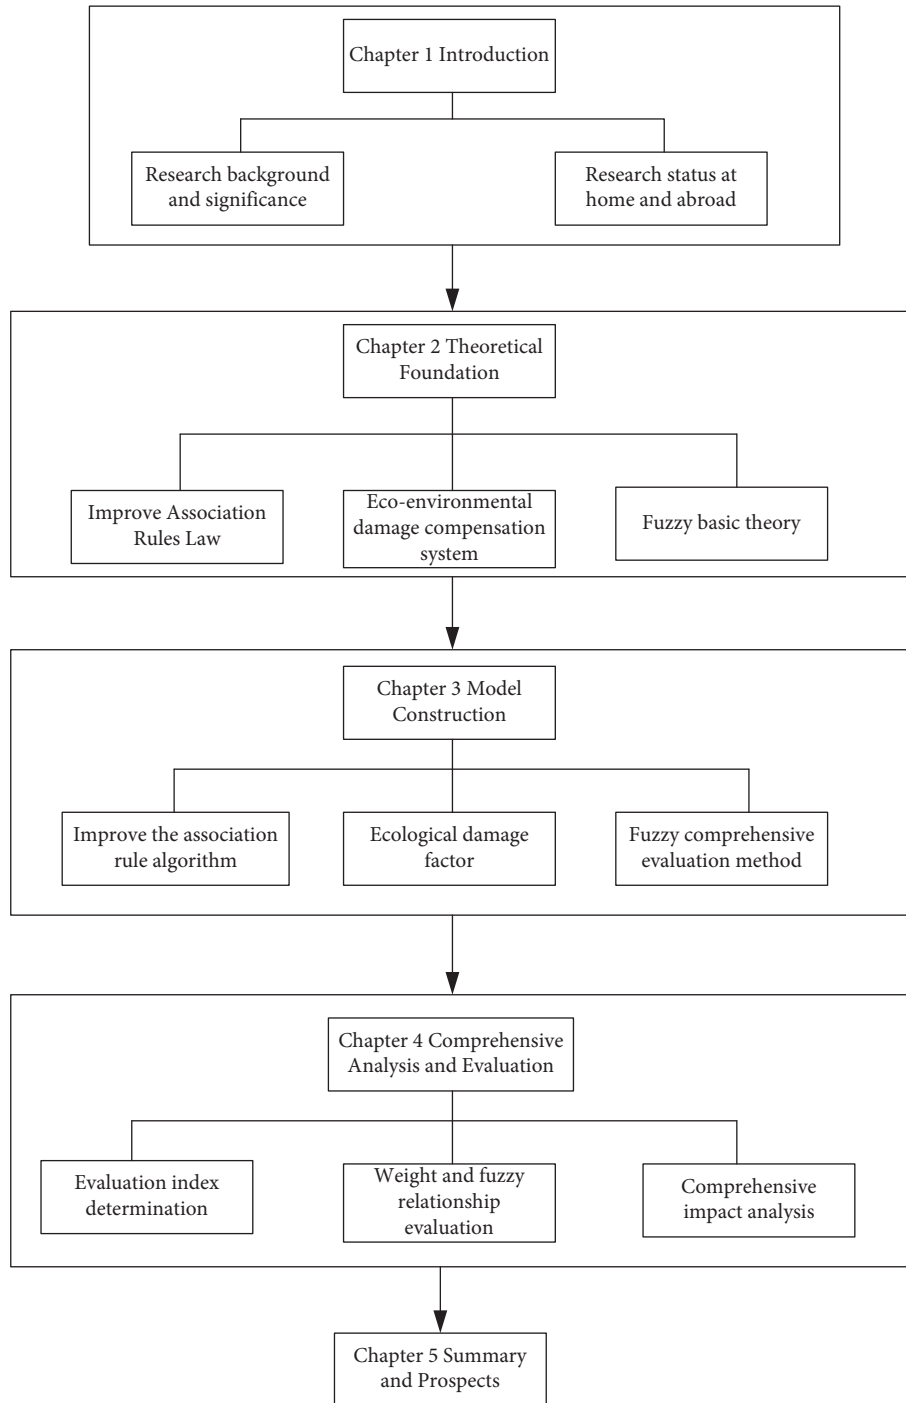 Chapter 1 Introduction
Research background
and significance
Research status at
home and abroad
Chapter 2 Theoretical
Foundation
Improve Association
Rules Law
Eco-environmental
damage compensation
system
Fuzzy basic theory
Chapter 3 Model
Construction
Improve the association
rule algorithm
Ecological damage
factor
Fuzzy comprehensive
evaluation method
Chapter 4 Comprehensive
Analysis and Evaluation
Evaluation index
determination
Weight and fuzzy
relationship
evaluation
Comprehensive
impact analysis
Chapter 5 Summary
and Prospects